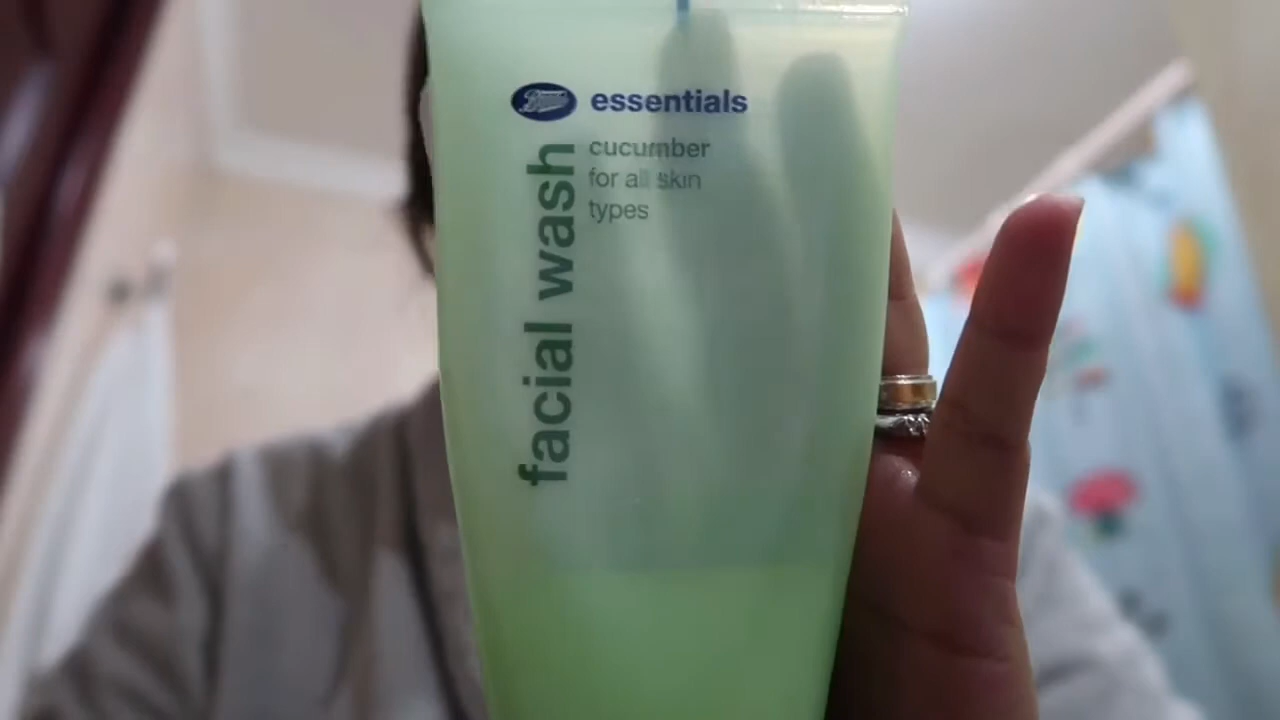 Boots essentials
cucumber
for all skin
types
facial wash